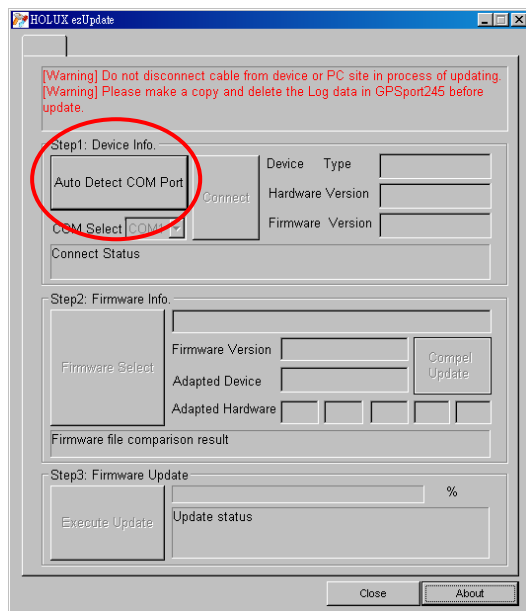 HOLUX ezUpdate
[Warning] Do not disconnect cable from device or PC site in process of updating.
[Warning] Please make a copy and delete the Log data in GPSport245 before
update.
Step1: Device Info.
Auto Detect COM Port
Connect
Device Type
Hardware Version
Firmware Version
COM Select COM1
Connect Status
Step2: Firmware Info.
Firmware Select
Firmware Version
Adapted Device
Adapted Hardware
Compel
Update
Firmware file comparison result
Step3: Firmware Update
Execute Update
%
Update status
Close
About